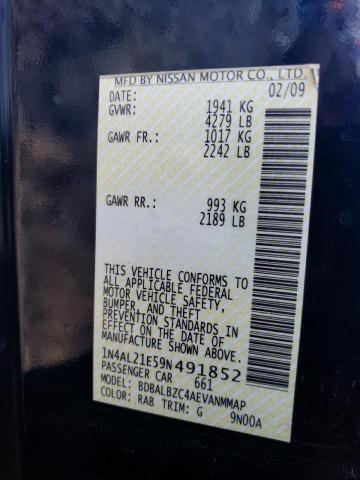 MFD BY NISSAN MOTOR CO., LTD.
DATE: 02/09
GVWR: 1941 KG
4279 LB
GAWR FR.: 1017 KG
2242 LB
GAWR RR.: 993 KG
2189 LB
THIS VEHICLE CONFORMS TO
ALL APPLICABLE FEDERAL
MOTOR VEHICLE SAFETY,
BUMPER, AND THEFT
PREVENTION STANDARDS IN
EFFECT ON THE DATE OF
MANUFACTURE SHOWN ABOVE.
1N4AL21E59N491852
PASSENGER CAR 661
MODEL: BDBALBZC4AEVANMMAP
COLOR: RAB TRIM: G 9N00A